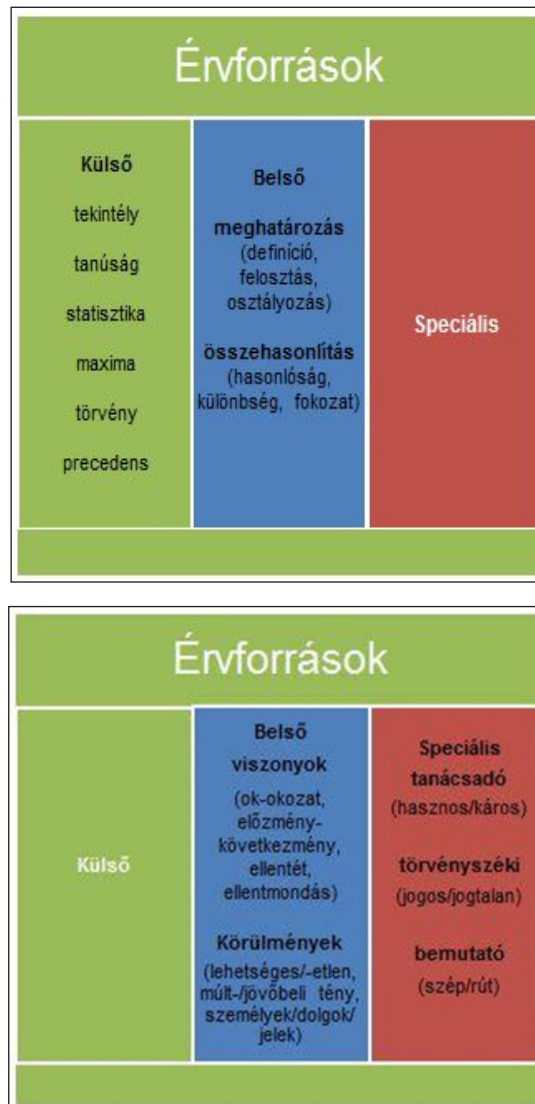 Érvforrások
Külső
tekintély
tanúság
statisztika
maxima
törvény
precedens
Belső
meghatározás
(definíció,
felosztás,
osztályozás)
összehasonlítás
(hasonlóság,
különbség, fokozat)
Speciális
Érvforrások
Külső
Belső
viszonyok
(ok-okozat,
előzmény-
következmény,
ellentét,
ellentmondás)
Körülmények
(lehetséges/-etlen,
múlt-/jövőbeli tény,
személyek/dolgok/
jelek)
Speciális
tanácsadó
(hasznos/káros)
törvényszéki
(jogos/jogtalan)
bemutató
(szép/rút)